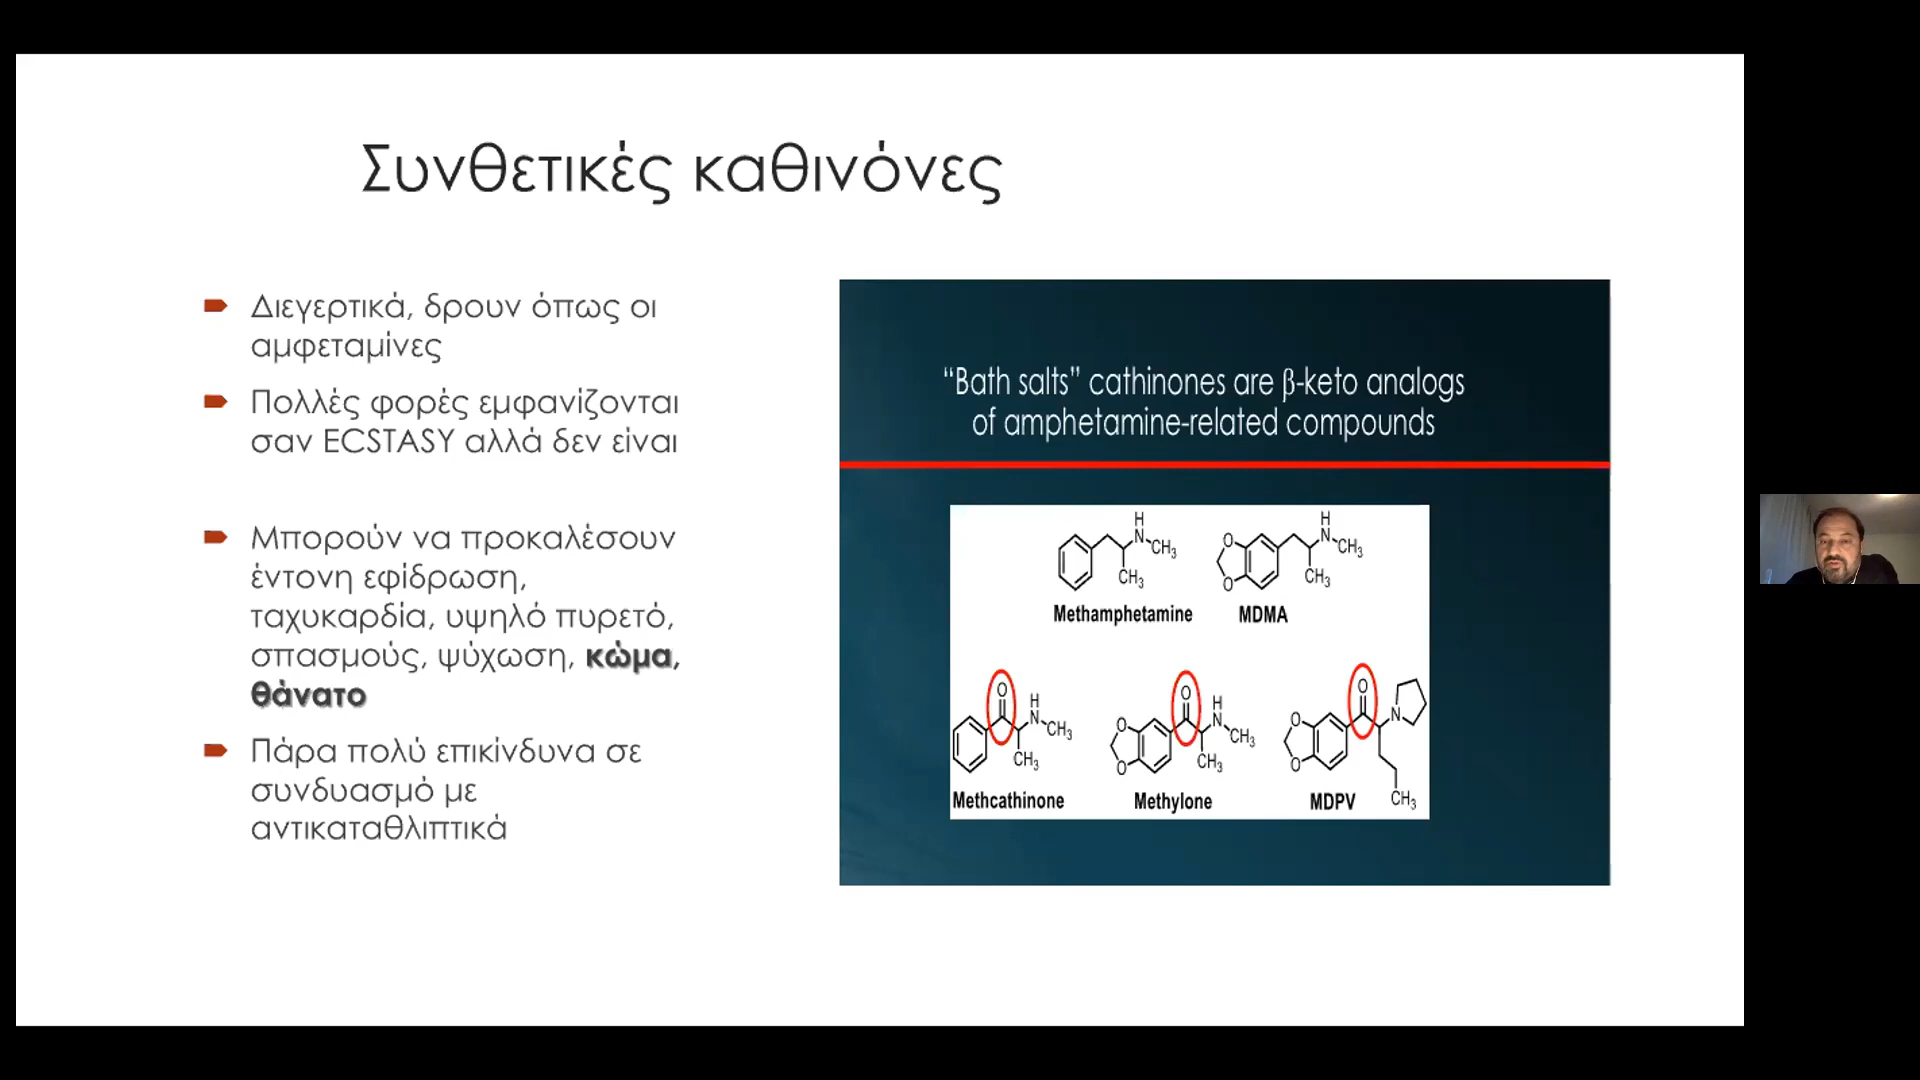 Συνθετικές καθινόνες
Διεγερτικά, δρουν όπως οι
αμφεταμίνες
Πολλές φορές εμφανίζονται
σαν ECSTASY αλλά δεν είναι
Μπορούν να προκαλέσουν
έντονη εφίδρωση,
ταχυκαρδία, υψηλό πυρετό,
σπασμούς, ψύχωση, κώμα,
θάνατο
Πάρα πολύ επικίνδυνα σε
συνδυασμό με
αντικαταθλιπτικά
“Bath salts” cathinones are β-keto analogs
of amphetamine-related compounds
H
N
CH₃
CH₃
Methamphetamine
O
O
H
N
CH₃
CH₃
MDMA
O
H
N
CH₃
CH₃
Methcathinone
O
O
O
H
N
CH₃
CH₃
Methylone
O
O
O
N
CH₃
MDPV